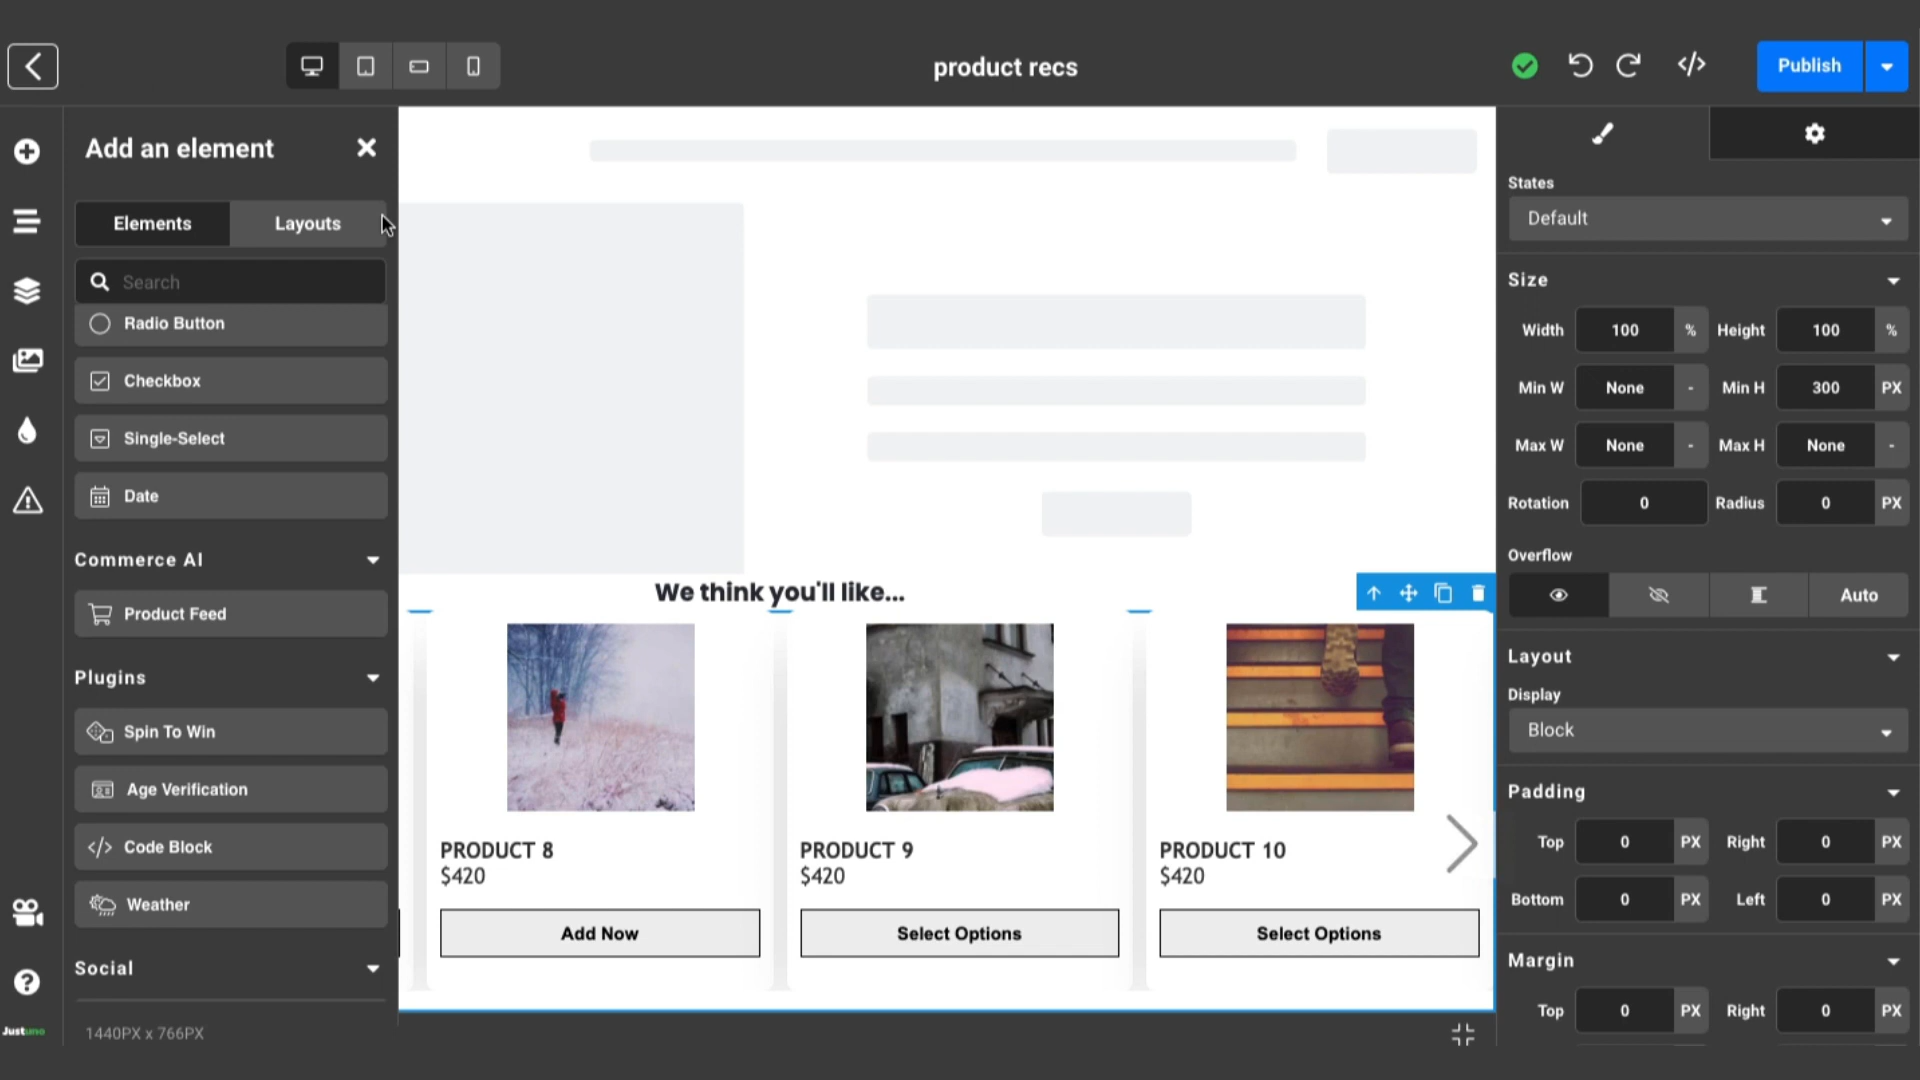 product recs
Publish
Add an element
Elements
Layouts
Search
Radio Button
Checkbox
Single-Select
Date
Commerce AI
Product Feed
Plugins
Spin To Win
Age Verification
Code Block
Weather
Social
Justuno
1440PX x 766PX
We think you'll like...
PRODUCT 8
$420
Add Now
PRODUCT 9
$420
Select Options
PRODUCT 10
$420
Select Options
States
Default
Size
Width 100 % Height 100 %
Min W None - Min H 300 PX
Max W None - Max H None -
Rotation 0 Radius 0 PX
Overflow
Auto
Layout
Display
Block
Padding
Top 0 PX Right 0 PX
Bottom 0 PX Left 0 PX
Margin
Top 0 PX Right 0 PX